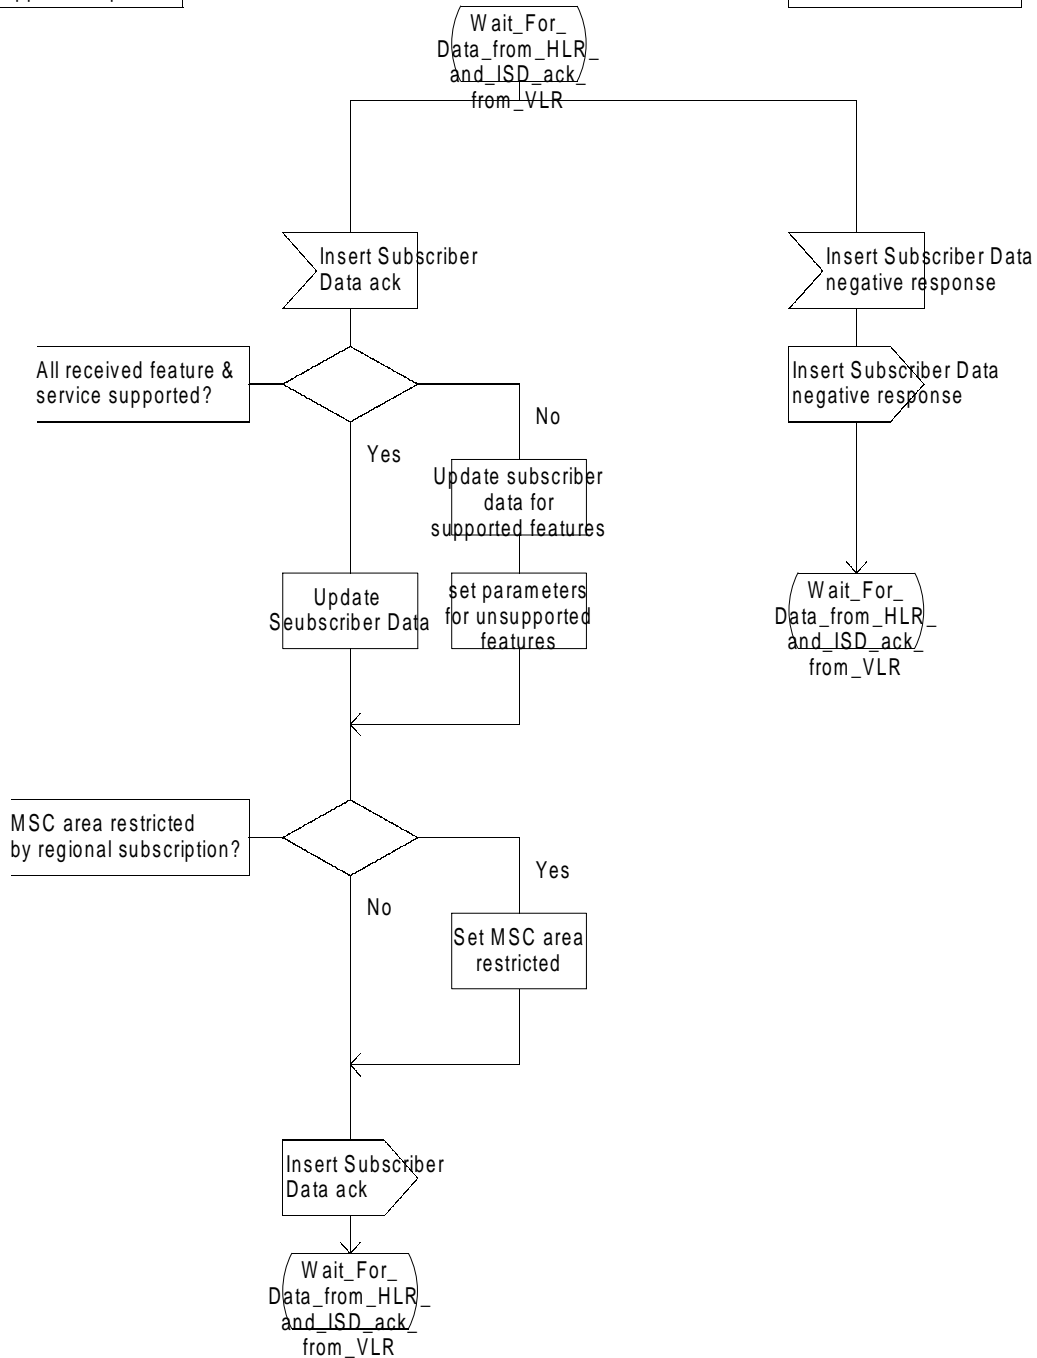 Wait_For_
Data_from_HLR_
and_ISD_ack_
from_VLR
Insert Subscriber
Data ack
Insert Subscriber Data
negative response
All received feature &
service supported?
Insert Subscriber Data
negative response
No
Yes
Update subscriber
data for
supported features
Update
Seubscriber Data
set parameters
for unsupported
features
Wait_For_
Data_from_HLR_
and_ISD_ack_
from_VLR
MSC area restricted
by regional subscription?
Yes
No
Set MSC area
restricted
Insert Subscriber
Data ack
Wait_For_
Data_from_HLR_
and_ISD_ack_
from_VLR